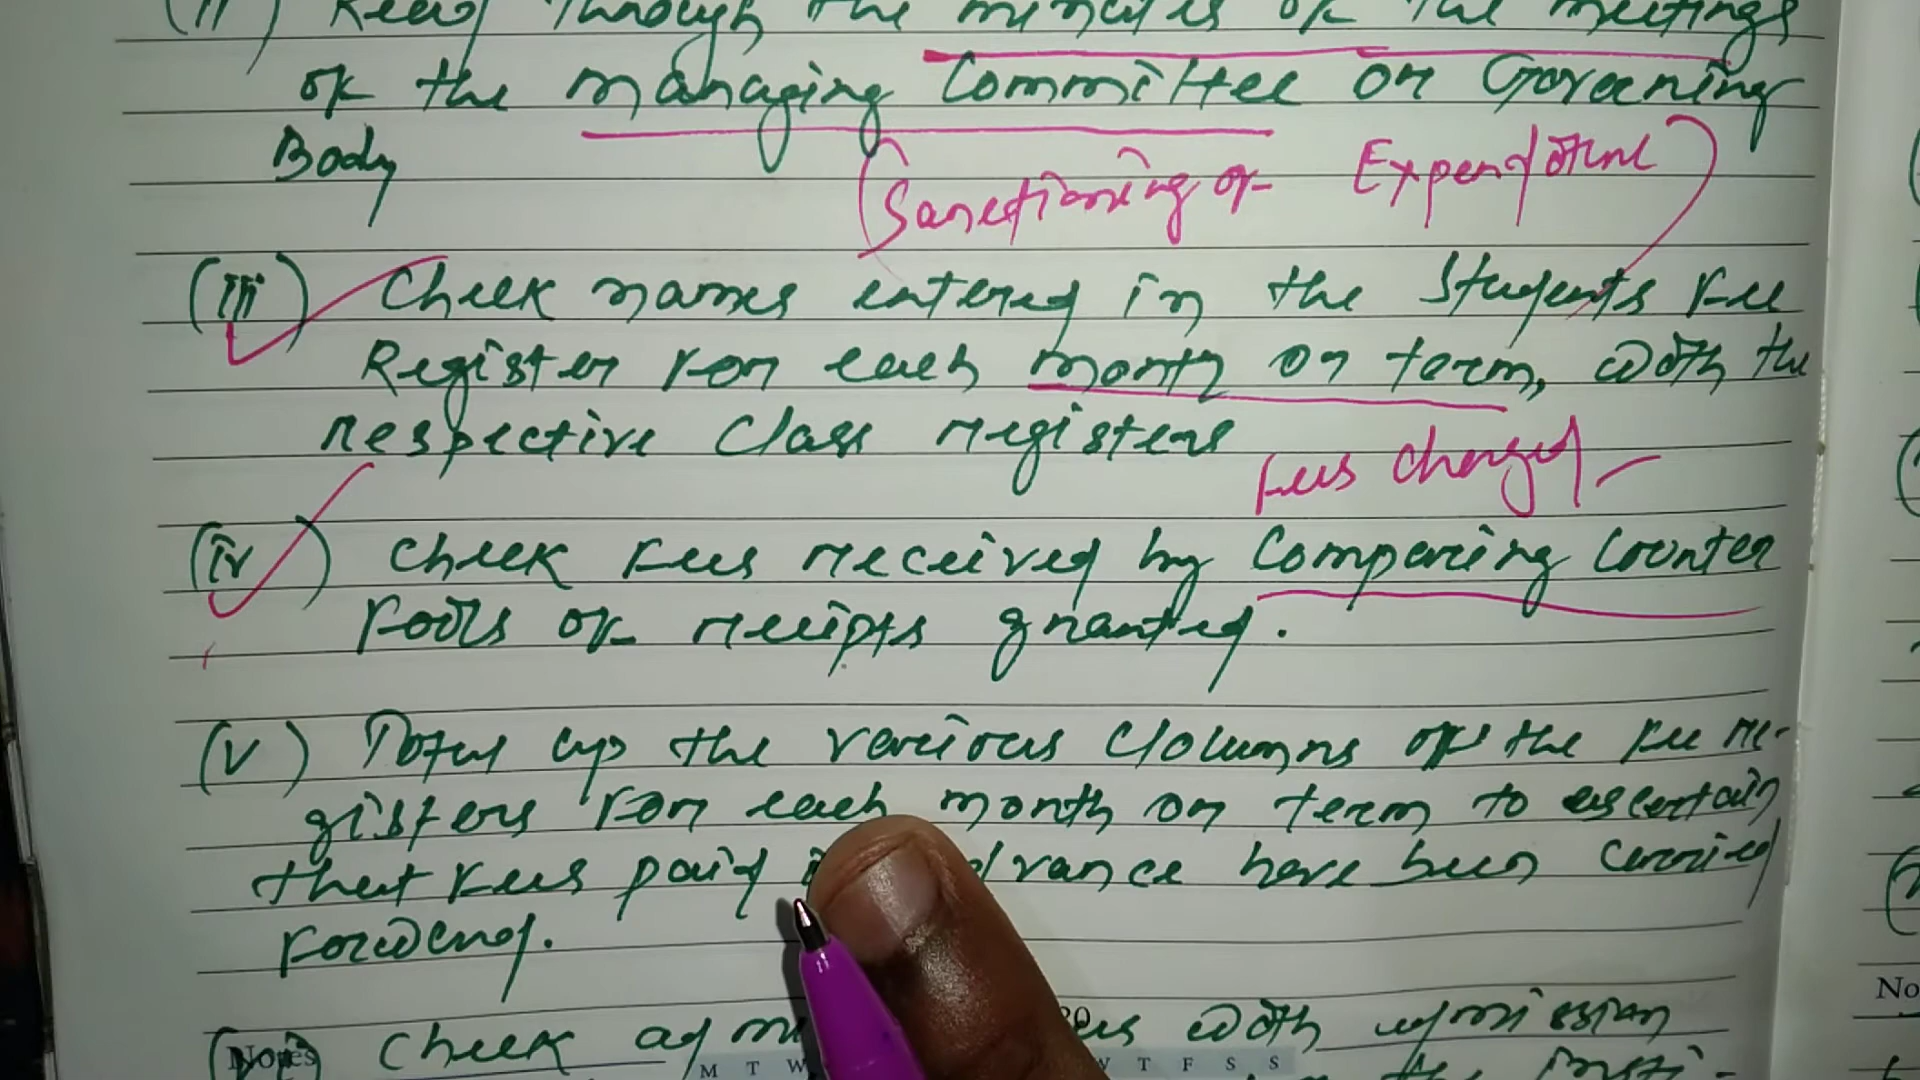 (ii) Read through the minutes of the meetings
of the managing Committee or Governing
Body
(Sanctioning of Expenditure)
(iii) Check names entered in the Students Fee
Register for each month or term, with the
respective Class registers
Fees charged
(iv) Check Fees received by Comparing Counter
Foils of receipts granted.
(v) Total up the various Cloumns of the Fee re-
gisters for each month or term to ascertain
that Fees paid advance have been carried
Forward.
Check with admission
Notes
M T W T F S S
No